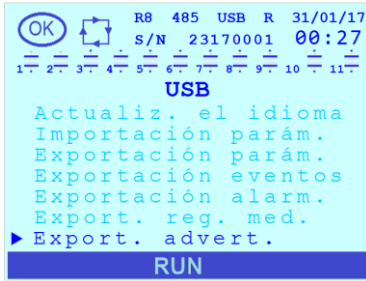 OK R8 485 USB R 31/01/17
S/N 23170001 00:27
1 2 3 4 5 6 7 8 9 10 11
USB
Actualiz. el idioma
Importación parám.
Exportación parám.
Exportación eventos
Exportación alarm.
Export. reg. med.
Export. advert.
RUN